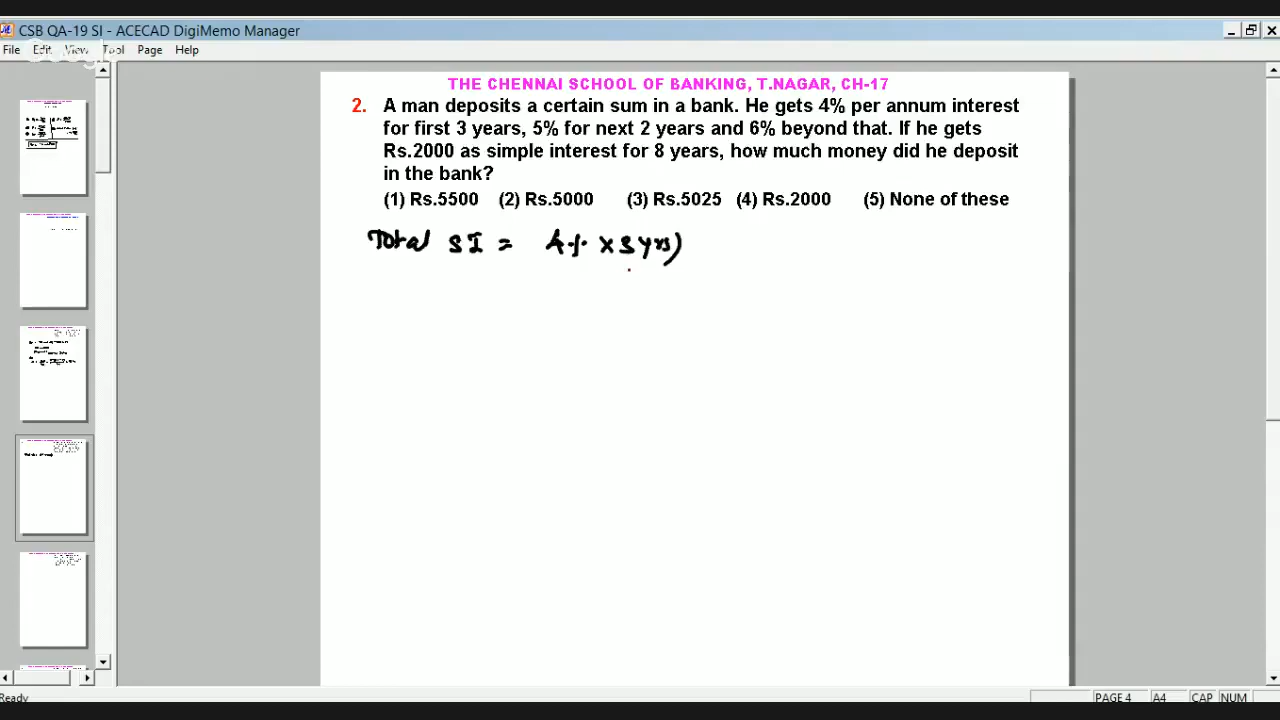 CSB QA-19 SI - ACECAD DigiMemo Manager
File Edit View Tool Page Help
Google
THE CHENNAI SCHOOL OF BANKING, T.NAGAR, CH-17
2. A man deposits a certain sum in a bank. He gets 4% per annum interest
for first 3 years, 5% for next 2 years and 6% beyond that. If he gets
Rs.2000 as simple interest for 8 years, how much money did he deposit
in the bank?
(1) Rs.5500 (2) Rs.5000 (3) Rs.5025 (4) Rs.2000 (5) None of these
Total SI = 4% × 3 yrs)
Ready
PAGE 4 A4 CAP NUM